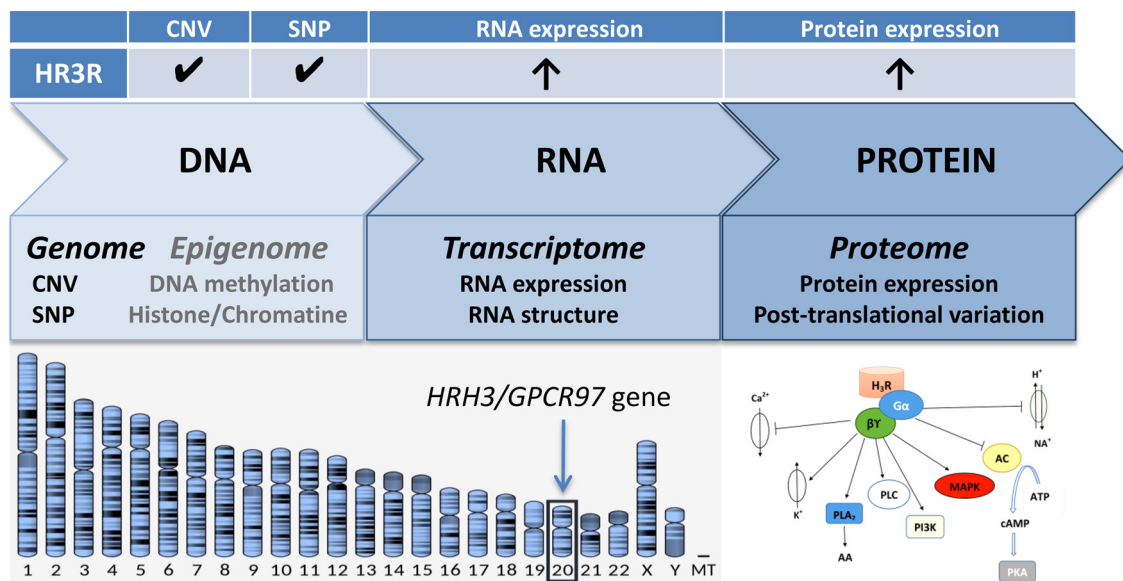 CNV SNP RNA expression Protein expression
HR3R ✔ ✔ ↑ ↑
DNA RNA PROTEIN
Genome Epigenome Transcriptome Proteome
CNV DNA methylation RNA expression Protein expression
SNP Histone/Chromatine RNA structure Post-translational variation
HRH3/GPCR97 gene
1 2 3 4 5 6 7 8 9 10 11 12 13 14 15 16 17 18 19 20 21 22 X Y MT
H₃R
H⁺
Ca²⁺
Gα
βϒ
NA⁺
AC
MAPK
PLC
K⁺
ATP
PLA₂
PI3K
cAMP
AA
PKA